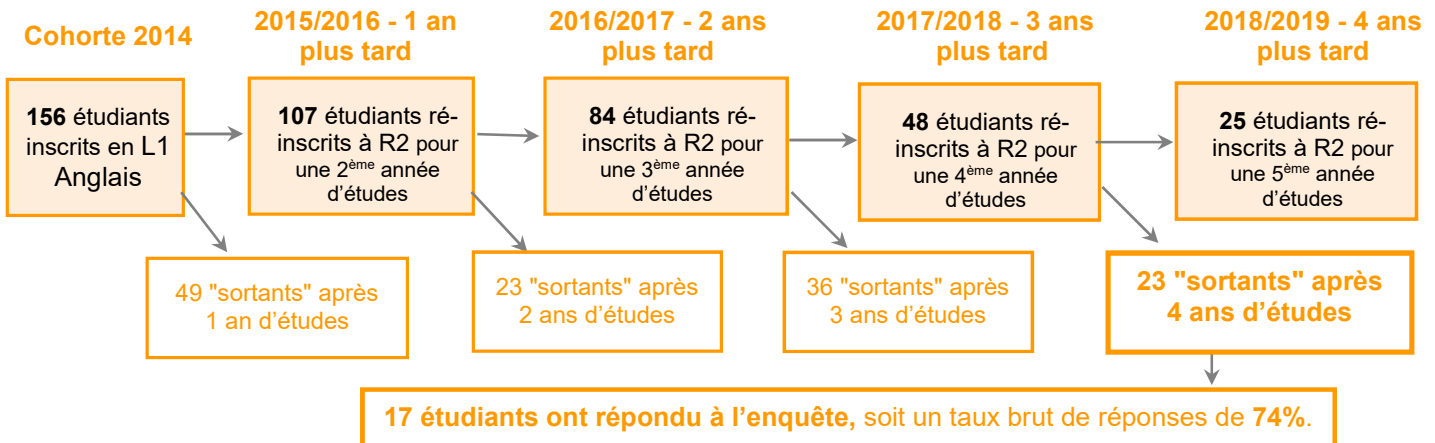 Cohorte 2014
2015/2016 - 1 an
plus tard
2016/2017 - 2 ans
plus tard
2017/2018 - 3 ans
plus tard
2018/2019 - 4 ans
plus tard
156 étudiants
inscrits en L1
Anglais
107 étudiants ré-
inscrits à R2 pour
une 2ème année
d'études
84 étudiants ré-
inscrits à R2 pour
une 3ème année
d'études
48 étudiants ré-
inscrits à R2 pour
une 4ème année
d'études
25 étudiants ré-
inscrits à R2 pour
une 5ème année
d'études
49 "sortants" après
1 an d'études
23 "sortants" après
2 ans d'études
36 "sortants" après
3 ans d'études
23 "sortants" après
4 ans d'études
17 étudiants ont répondu à l'enquête, soit un taux brut de réponses de 74%.